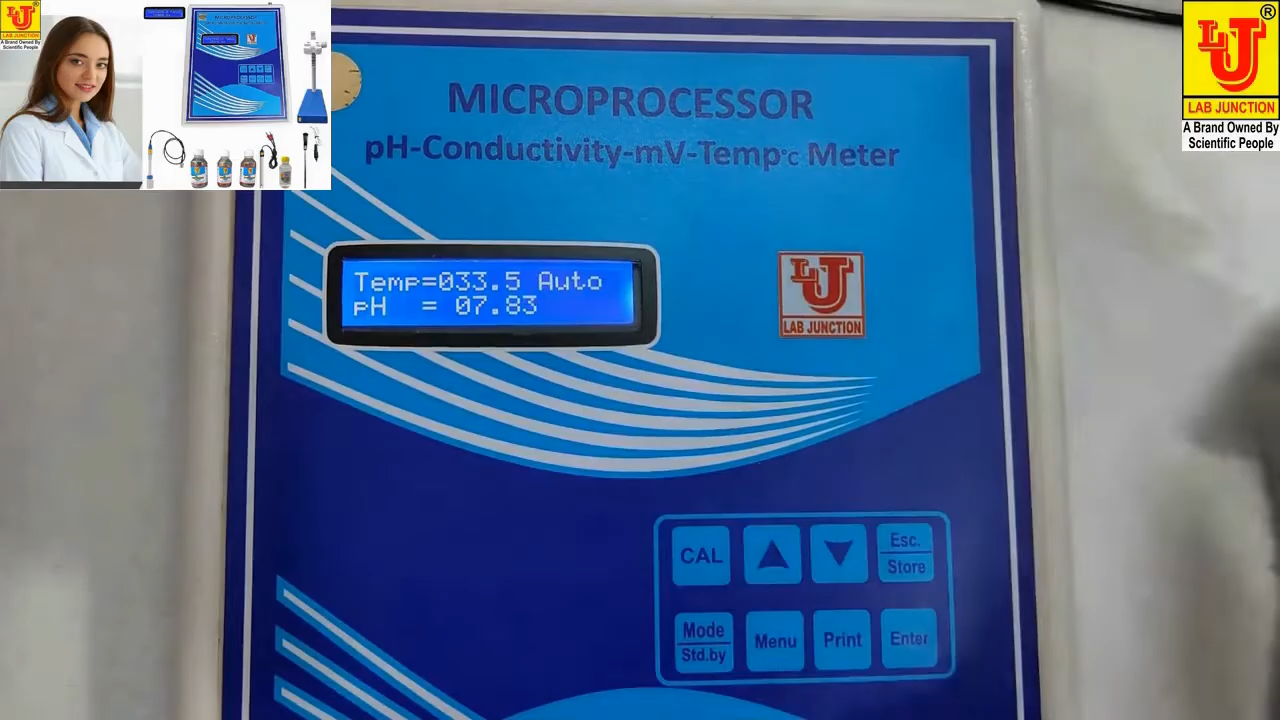 LJ
LAB JUNCTION
A Brand Owned By
Scientific People
MICROPROCESSOR
LJ
®
LAB JUNCTION
A Brand Owned By
Scientific People
MICROPROCESSOR
pH-Conductivity-mV-Temp°C Meter
Temp=033.5 Auto
pH = 07.83
LJ
LAB JUNCTION
CAL
Esc.
Store
Mode
Std.by
Menu
Print
Enter